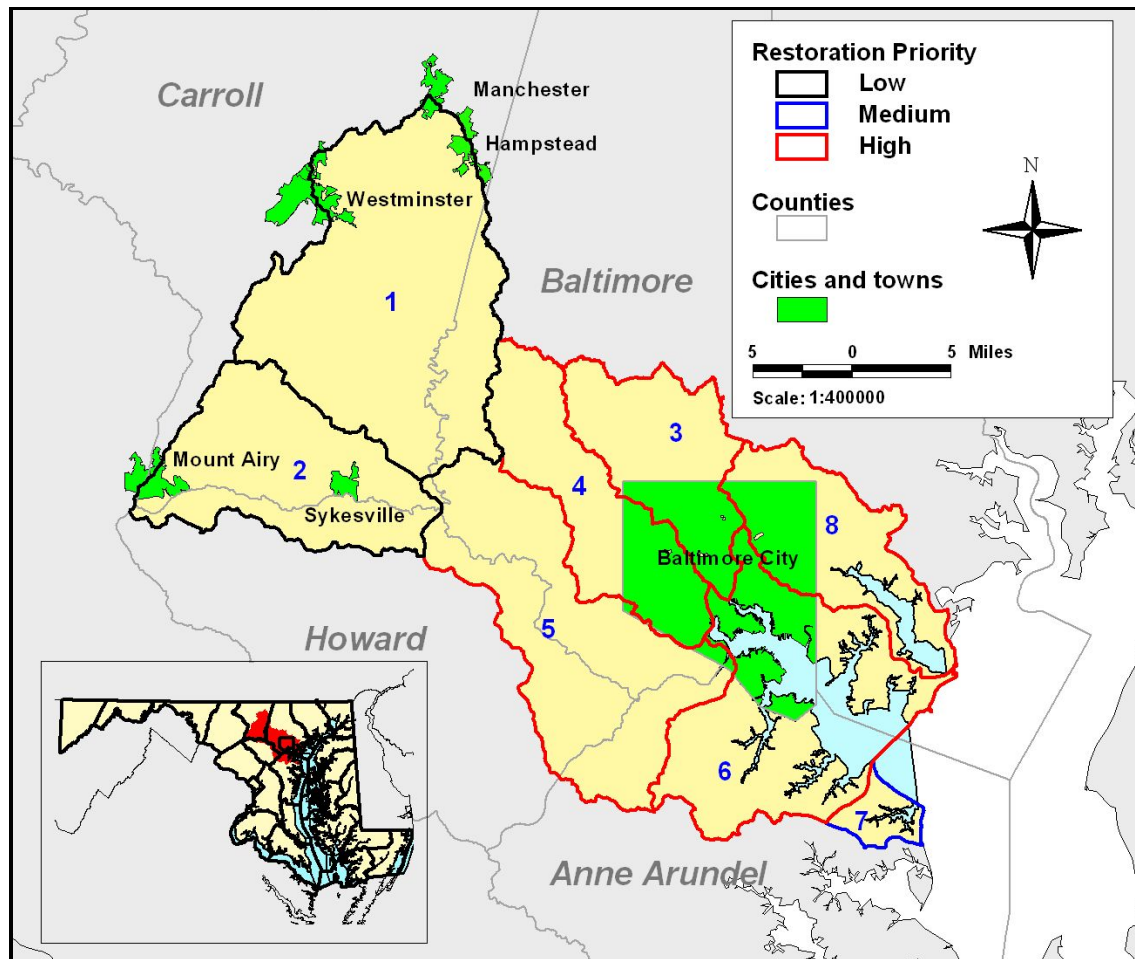 Restoration Priority
Low
Medium
High
Counties
Cities and towns
5 0 5 Miles
Scale: 1:400000
N
Carroll
Manchester
Hampstead
Westminster
Baltimore
1
3
Mount Airy
2
4
Sykesville
8
Baltimore City
Howard
5
6
7
Anne Arundel